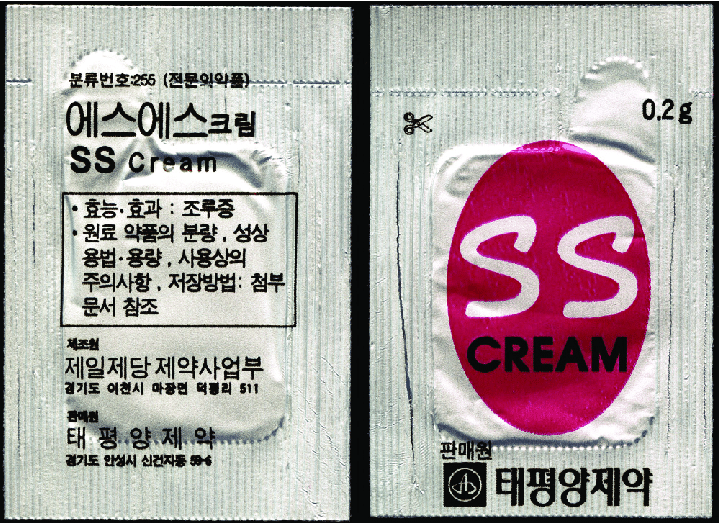 분류번호:255 (전문의약품)
에스에스크림
SS Cream
• 효능·효과 : 조루증
• 원료 약품의 분량 , 성상
용법·용량 , 사용상의
주의사항 , 저장방법: 첨부
문서 참조
제조원
제일제당 제약사업부
경기도 이천시 마장면 덕평리 511
판매원
태평양제약
경기도 안성시 신건지동 59-6
0.2g
SS
CREAM
판매원
태평양제약